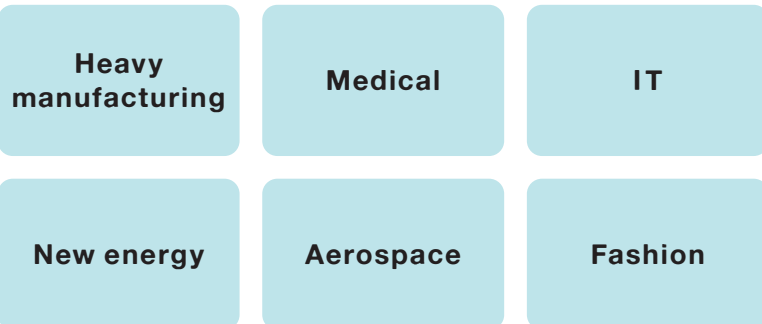 Heavy
manufacturing
Medical
IT
New energy
Aerospace
Fashion